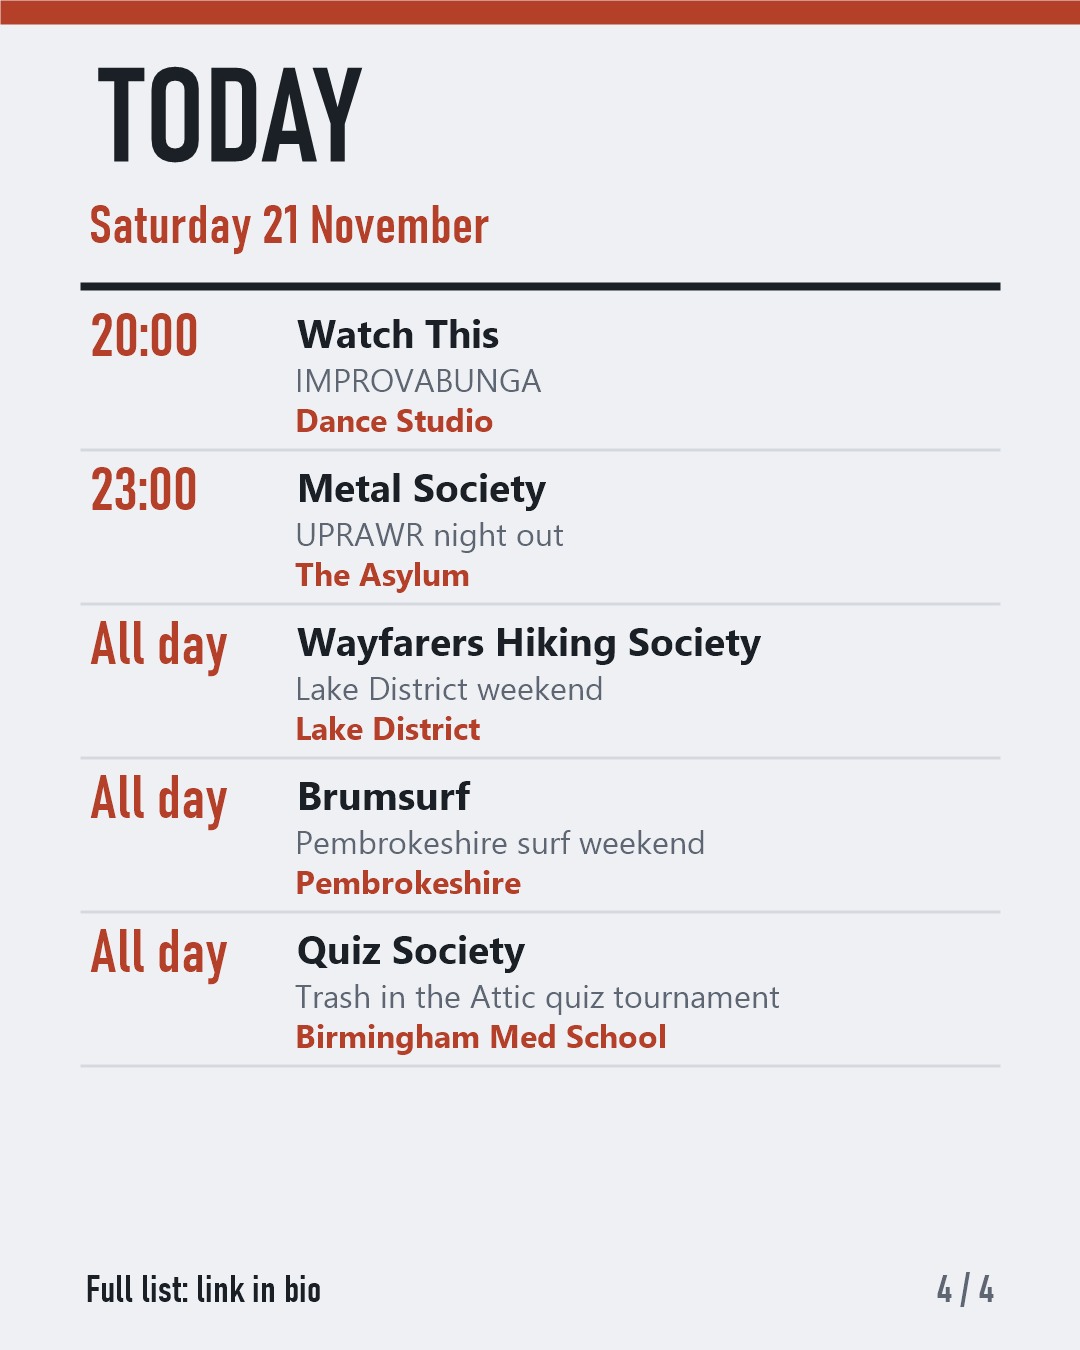 TODAY
Saturday 21 November
20:00
Watch This
IMPROVABUNGA
Dance Studio
23:00
Metal Society
UPRAWR night out
The Asylum
All day
Wayfarers Hiking Society
Lake District weekend
Lake District
All day
Brumsurf
Pembrokeshire surf weekend
Pembrokeshire
All day
Quiz Society
Trash in the Attic quiz tournament
Birmingham Med School
Full list: link in bio
4 / 4